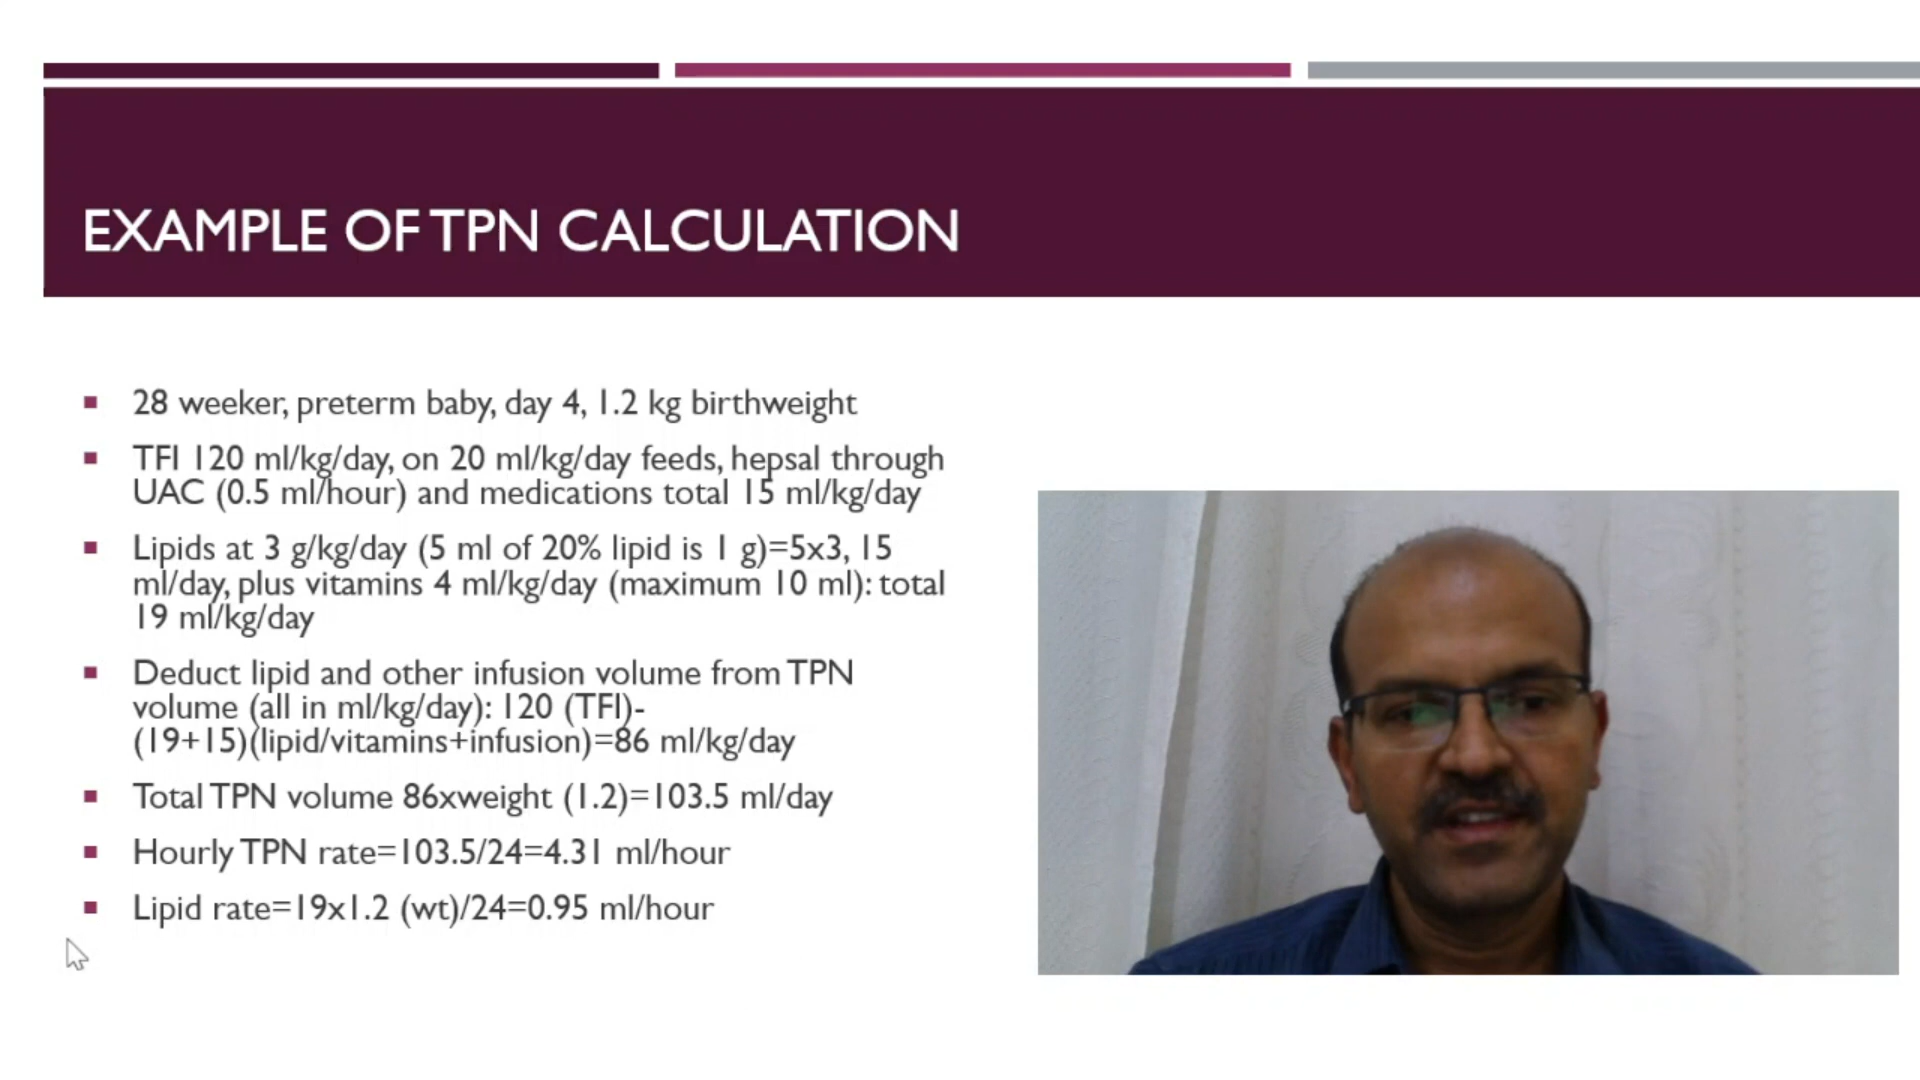 EXAMPLE OF TPN CALCULATION
28 weeker, preterm baby, day 4, 1.2 kg birthweight
TFI 120 ml/kg/day, on 20 ml/kg/day feeds, hepsal through
UAC (0.5 ml/hour) and medications total 15 ml/kg/day
Lipids at 3 g/kg/day (5 ml of 20% lipid is 1 g)=5x3, 15
ml/day, plus vitamins 4 ml/kg/day (maximum 10 ml): total
19 ml/kg/day
Deduct lipid and other infusion volume from TPN
volume (all in ml/kg/day): 120 (TFI)-
(19+15)(lipid/vitamins+infusion)=86 ml/kg/day
Total TPN volume 86xweight (1.2)=103.5 ml/day
Hourly TPN rate=103.5/24=4.31 ml/hour
Lipid rate=19x1.2 (wt)/24=0.95 ml/hour